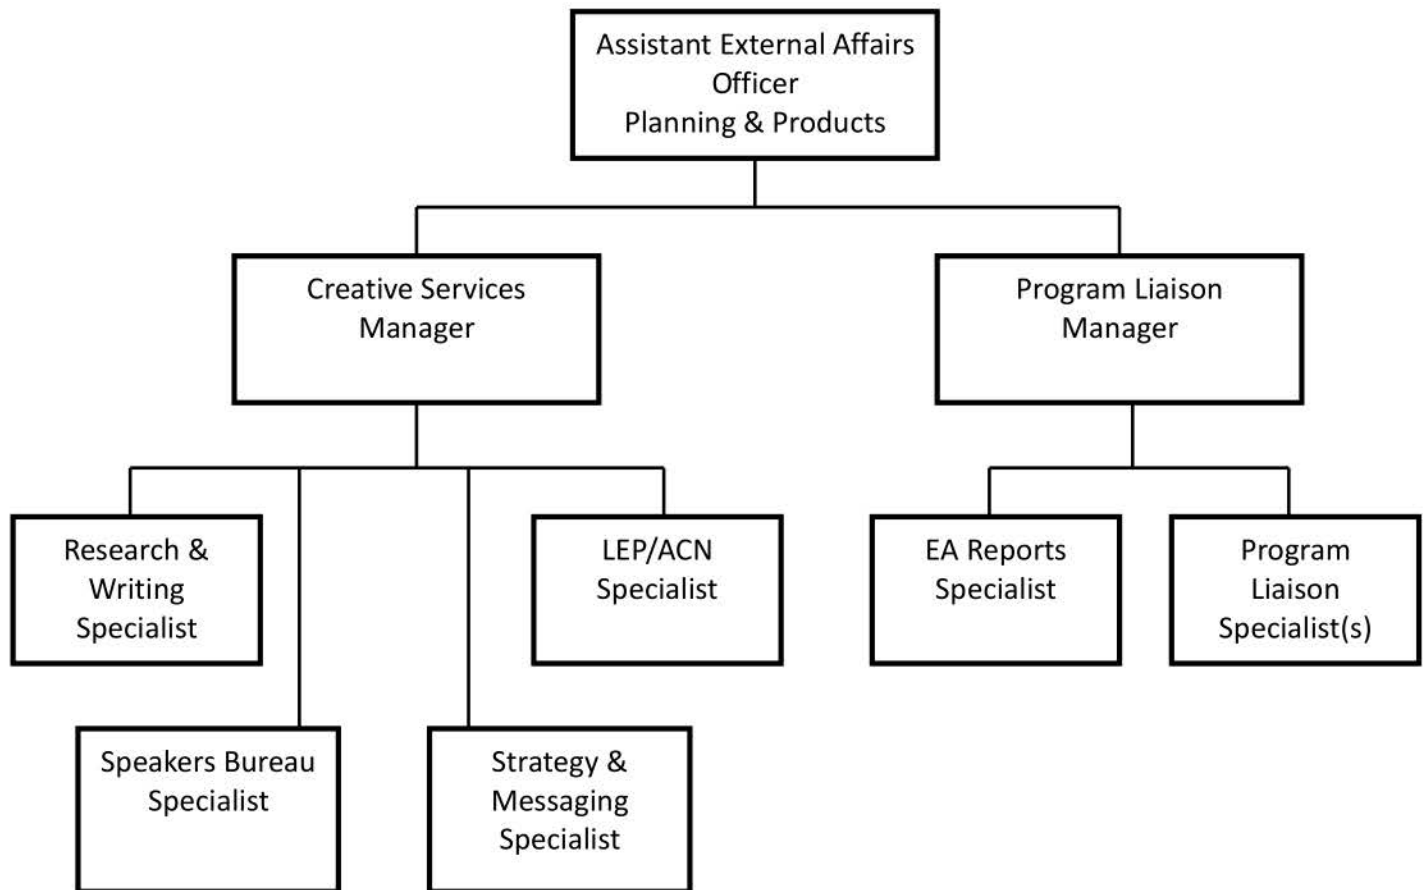 Assistant External Affairs
Officer
Planning & Products
Creative Services
Manager
Program Liaison
Manager
Research &
Writing
Specialist
LEP/ACN
Specialist
EA Reports
Specialist
Program
Liaison
Specialist(s)
Speakers Bureau
Specialist
Strategy &
Messaging
Specialist